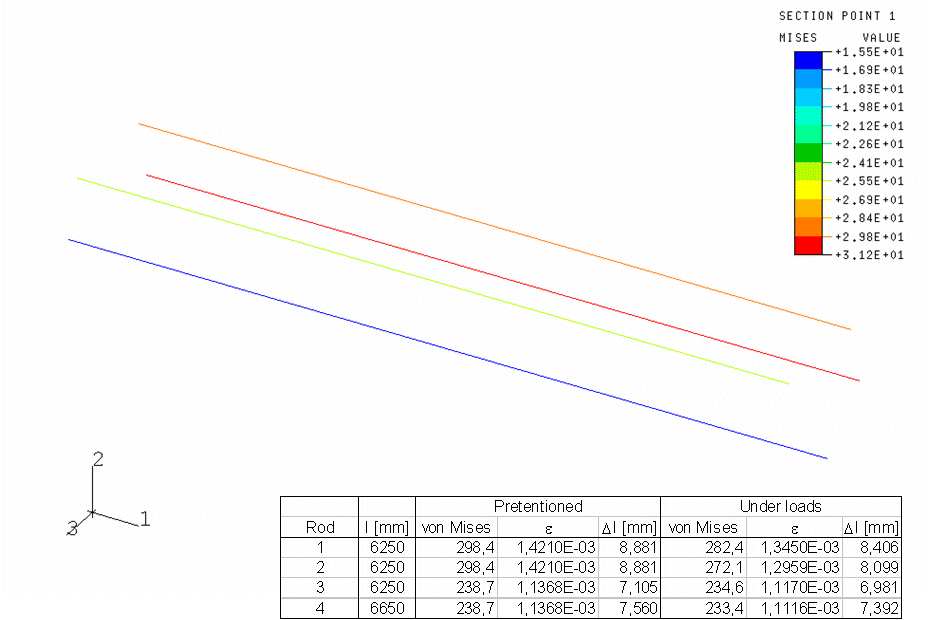 SECTION POINT 1
MISES VALUE
+1.55E+01
+1.69E+01
+1.83E+01
+1.98E+01
+2.12E+01
+2.26E+01
+2.41E+01
+2.55E+01
+2.69E+01
+2.84E+01
+2.98E+01
+3.12E+01
2
1
3
Pretentioned Under loads
Rod l [mm] von Mises ε Δl [mm] von Mises ε Δl [mm]
1 6250 298,4 1,4210E-03 8,881 282,4 1,3450E-03 8,406
2 6250 298,4 1,4210E-03 8,881 272,1 1,2959E-03 8,099
3 6250 238,7 1,1368E-03 7,105 234,6 1,1170E-03 6,981
4 6650 238,7 1,1368E-03 7,560 233,4 1,1116E-03 7,392